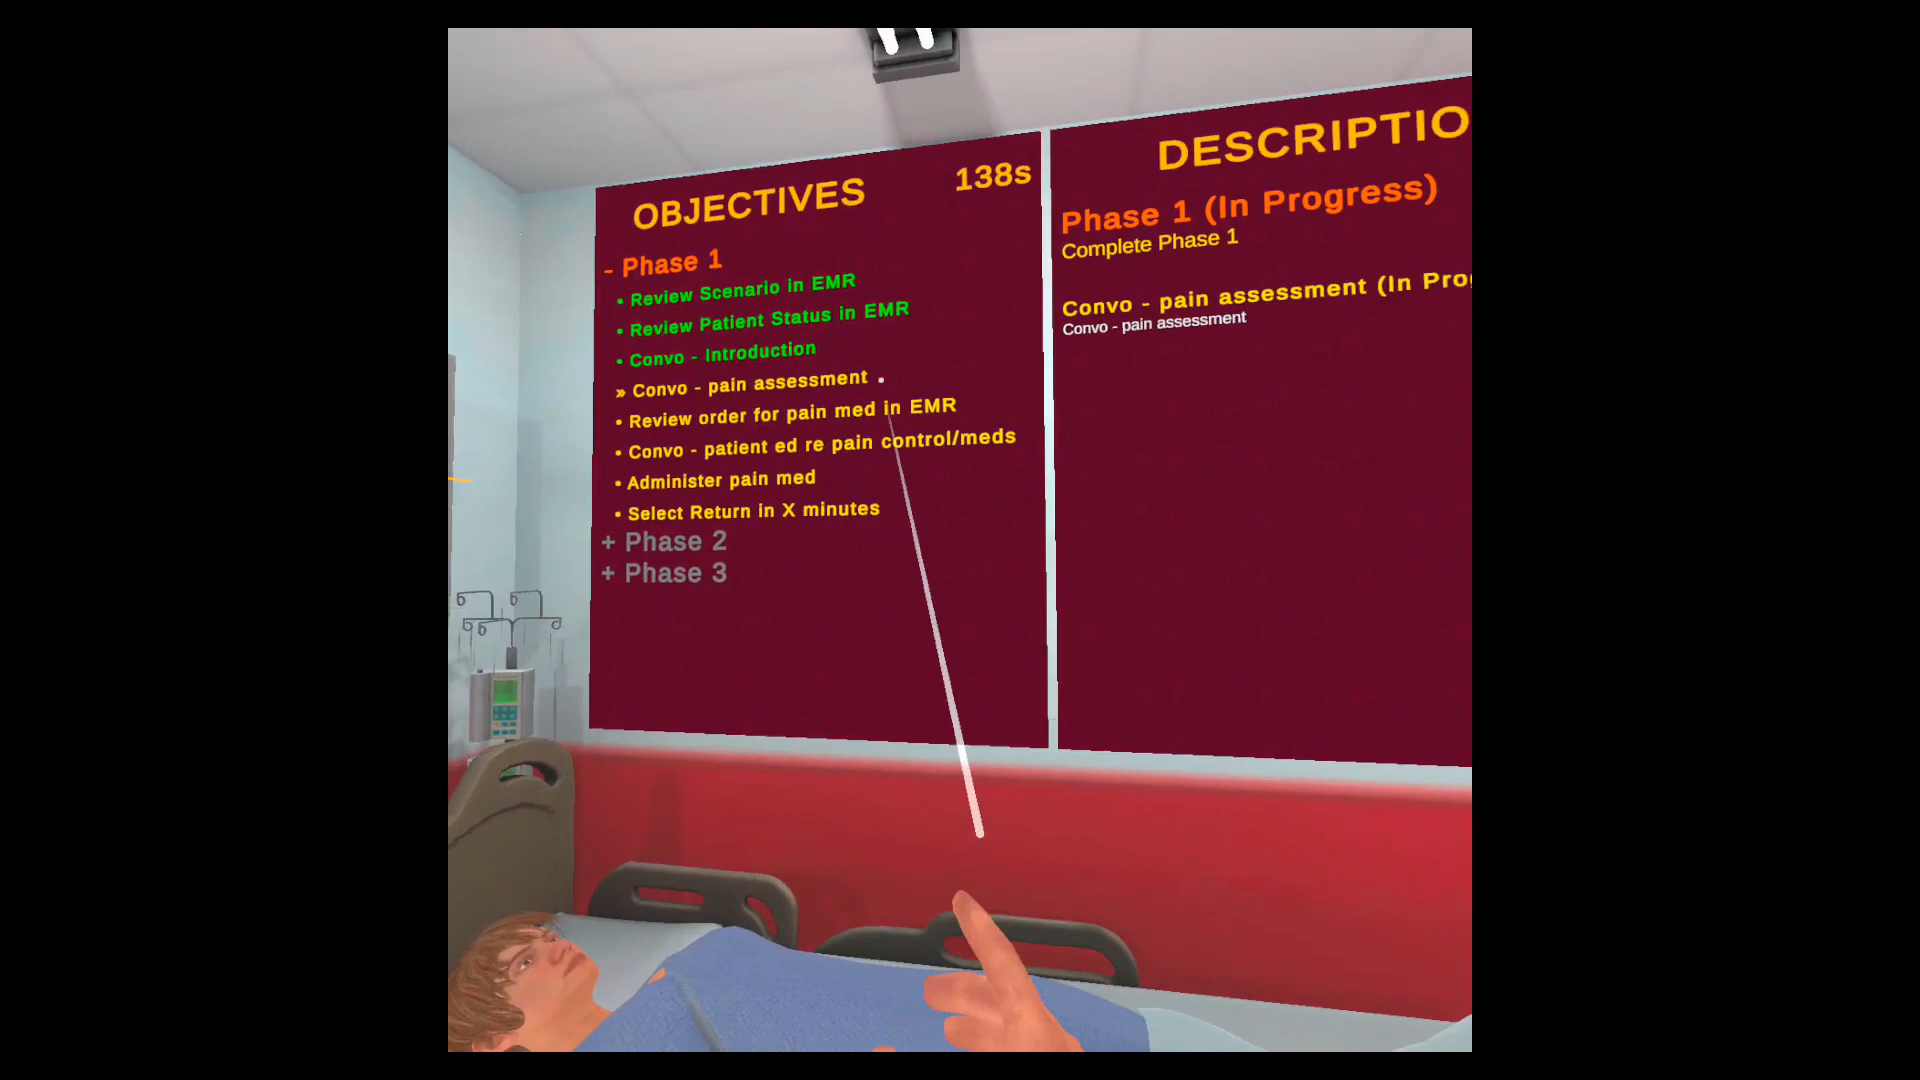 OBJECTIVES
138s
- Phase 1
• Review Scenario in EMR
• Review Patient Status in EMR
• Convo - Introduction
» Convo - pain assessment
• Review order for pain med in EMR
• Convo - patient ed re pain control/meds
• Administer pain med
• Select Return in X minutes
+ Phase 2
+ Phase 3
DESCRIPTIO
Phase 1 (In Progress)
Complete Phase 1
Convo - pain assessment (In Pro
Convo - pain assessment